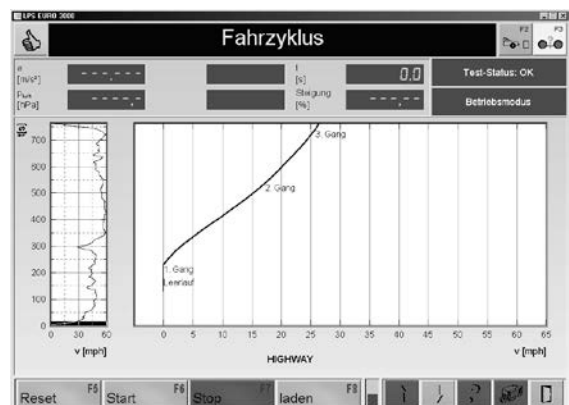 LPS EURO 3000
Fahrzyklus
F2 F3
a [m/s²] ---.--- t [s] 0.0 Test-Status: OK
[hPa] ----.- Steigung [%] ---.- Betriebsmodus
t[s]
700
600
500
400
300
200
100
0
0 30 60
v [mph]
3. Gang
2. Gang
1. Gang
Leerlauf
0 5 10 15 20 25 30 35 40 45 50 55 60 65
HIGHWAY
v [mph]
Reset F5 Start F6 Stop F7 laden F8